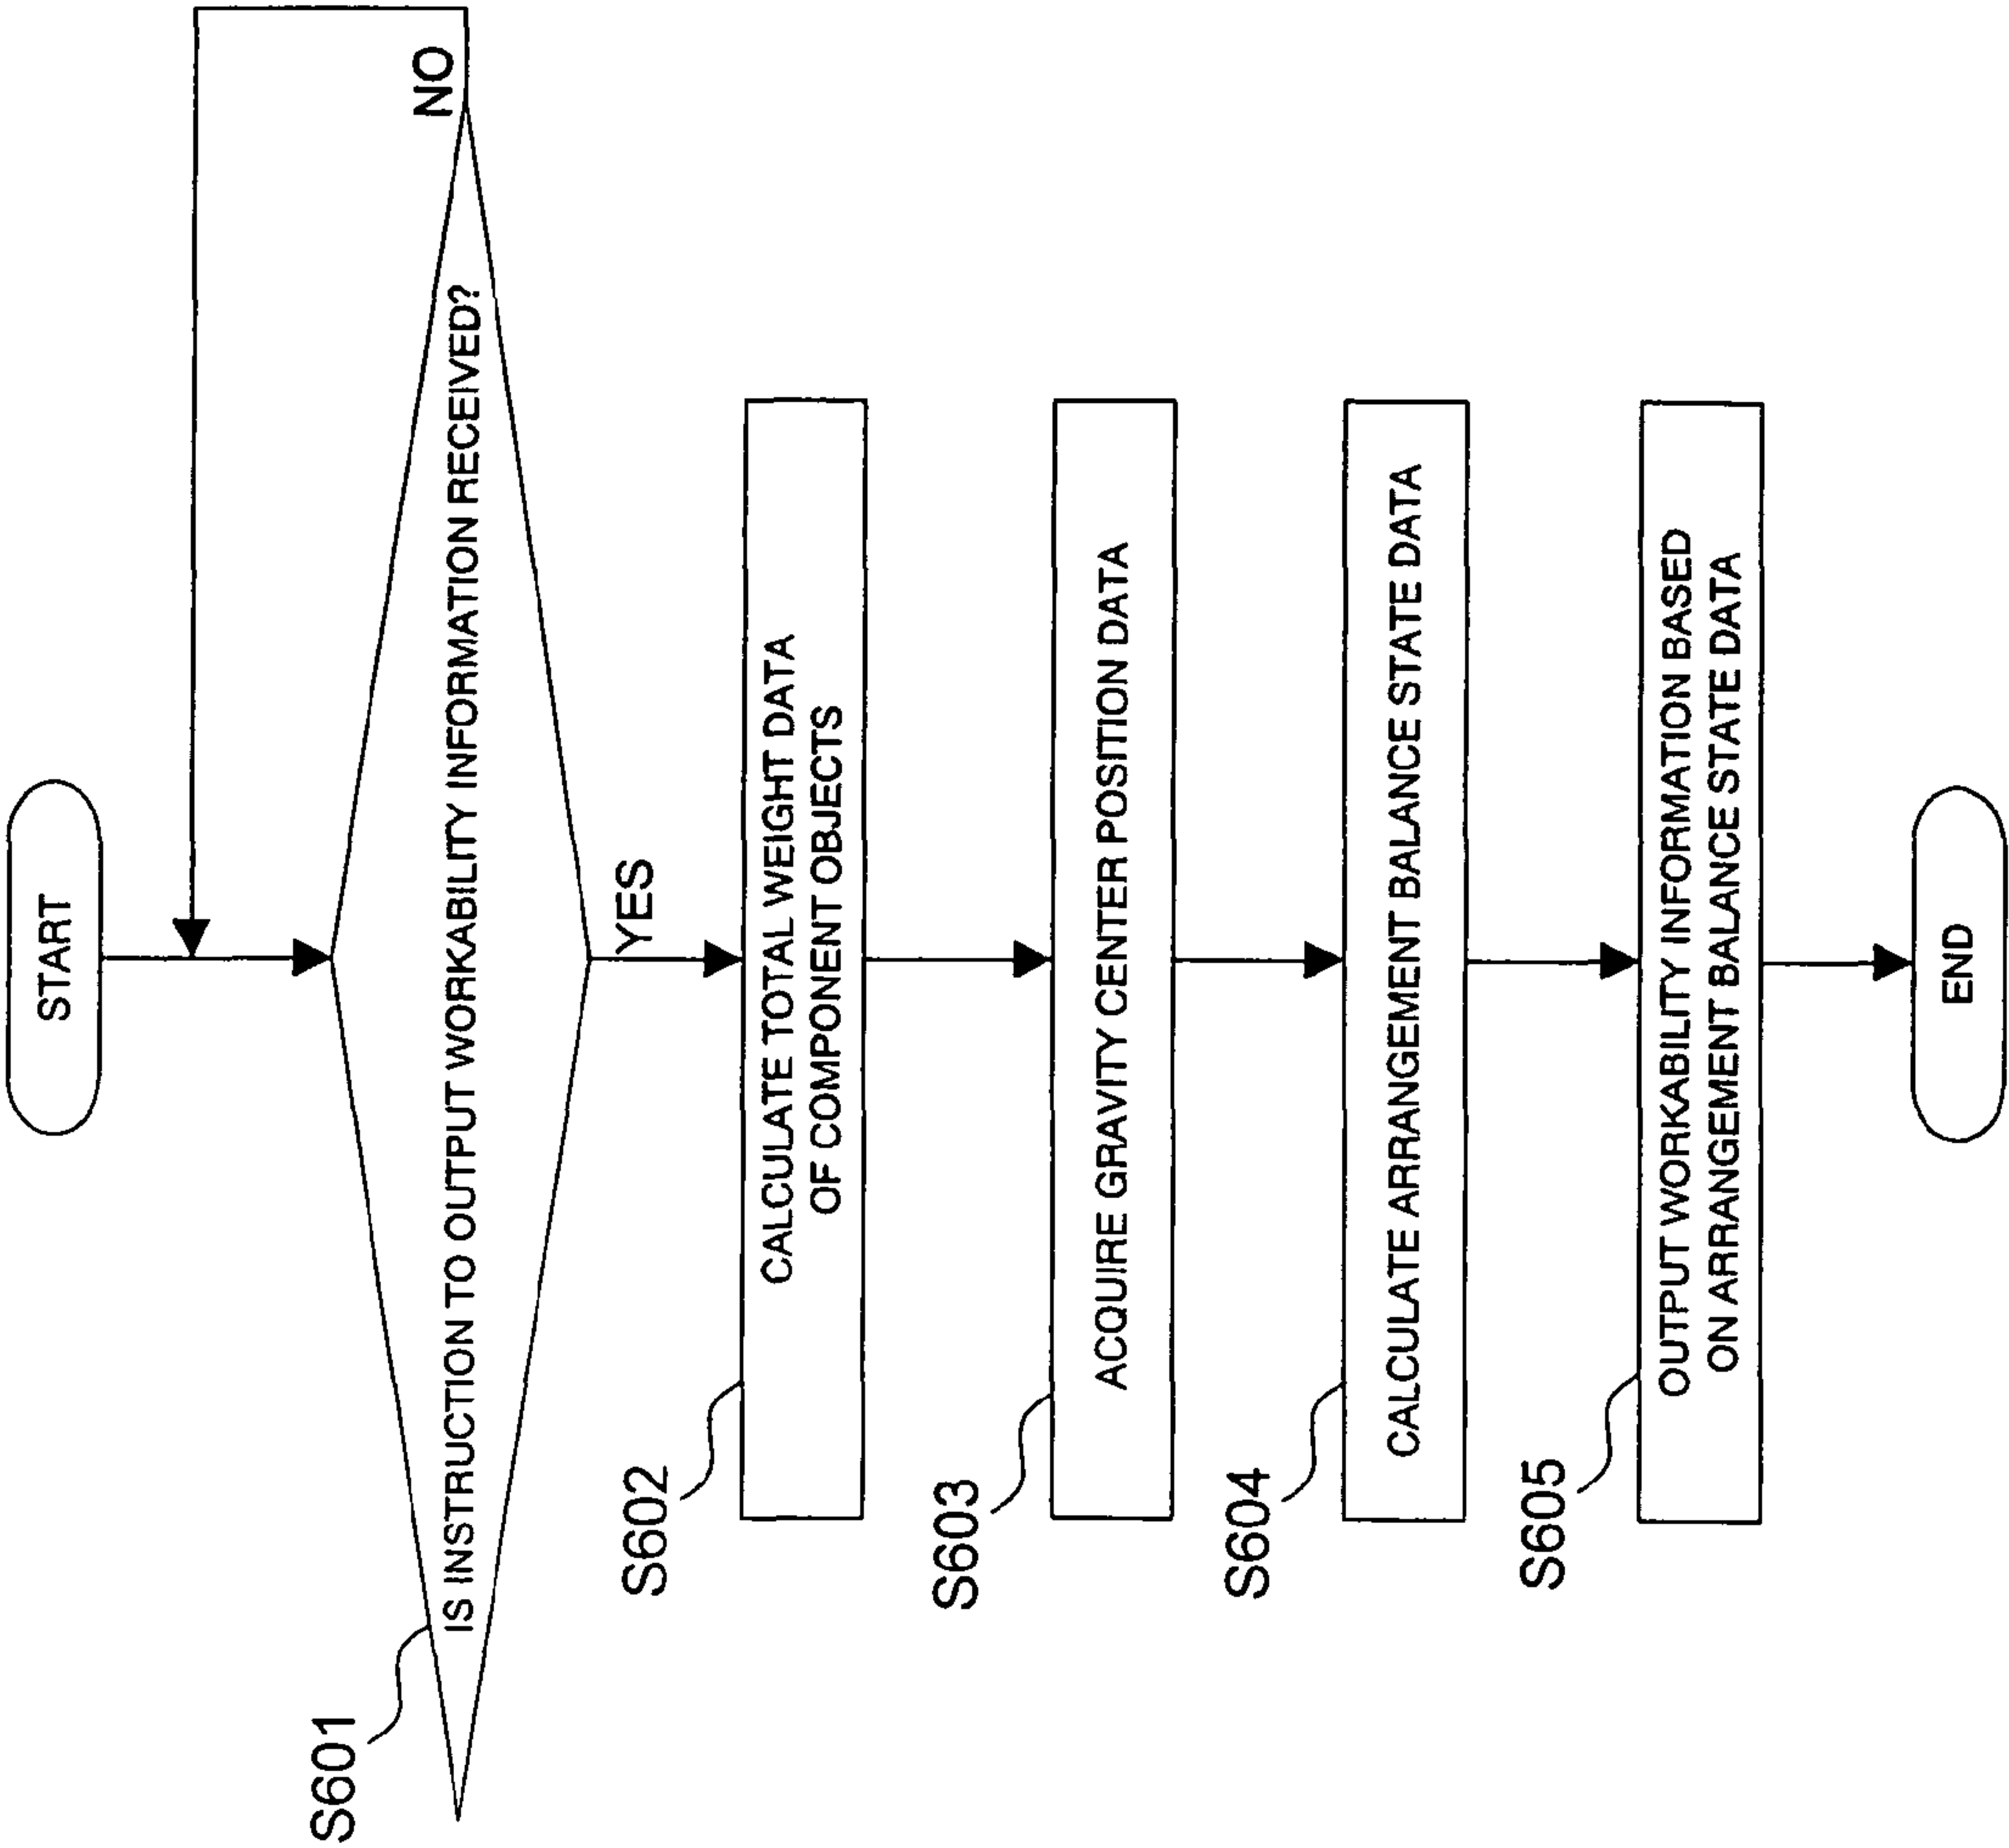 START
S601
IS INSTRUCTION TO OUTPUT WORKABILITY INFORMATION RECEIVED?
NO
YES
S602
CALCULATE TOTAL WEIGHT DATA
OF COMPONENT OBJECTS
S603
ACQUIRE GRAVITY CENTER POSITION DATA
S604
CALCULATE ARRANGEMENT BALANCE STATE DATA
S605
OUTPUT WORKABILITY INFORMATION BASED
ON ARRANGEMENT BALANCE STATE DATA
END